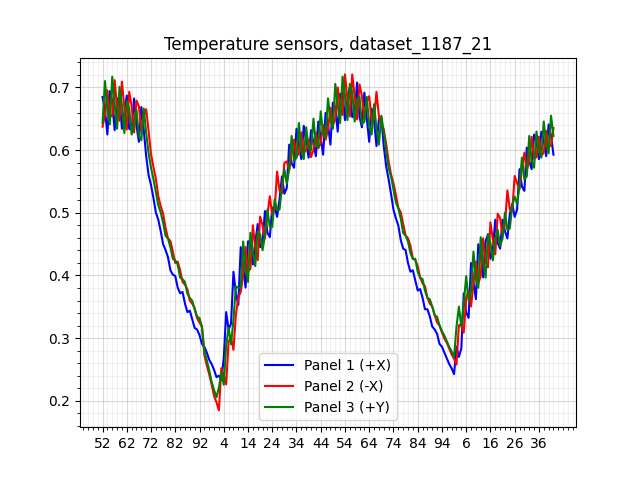 Temperature sensors, dataset_1187_21
0.7
0.6
0.5
0.4
0.3
0.2
Panel 1 (+X)
Panel 2 (-X)
Panel 3 (+Y)
52 62 72 82 92 4 14 24 34 44 54 64 74 84 94 6 16 26 36